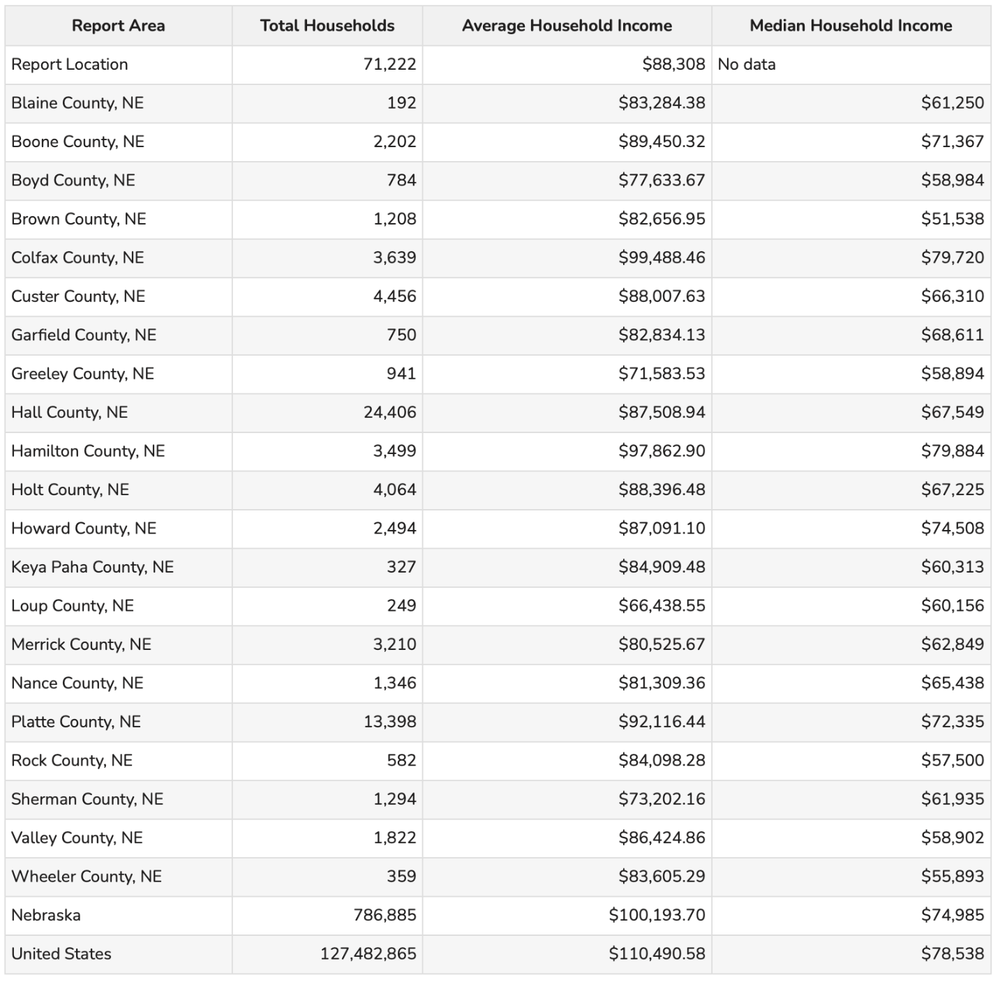 Report Area Total Households Average Household Income Median Household Income
Report Location 71,222 $88,308 No data
Blaine County, NE 192 $83,284.38 $61,250
Boone County, NE 2,202 $89,450.32 $71,367
Boyd County, NE 784 $77,633.67 $58,984
Brown County, NE 1,208 $82,656.95 $51,538
Colfax County, NE 3,639 $99,488.46 $79,720
Custer County, NE 4,456 $88,007.63 $66,310
Garfield County, NE 750 $82,834.13 $68,611
Greeley County, NE 941 $71,583.53 $58,894
Hall County, NE 24,406 $87,508.94 $67,549
Hamilton County, NE 3,499 $97,862.90 $79,884
Holt County, NE 4,064 $88,396.48 $67,225
Howard County, NE 2,494 $87,091.10 $74,508
Keya Paha County, NE 327 $84,909.48 $60,313
Loup County, NE 249 $66,438.55 $60,156
Merrick County, NE 3,210 $80,525.67 $62,849
Nance County, NE 1,346 $81,309.36 $65,438
Platte County, NE 13,398 $92,116.44 $72,335
Rock County, NE 582 $84,098.28 $57,500
Sherman County, NE 1,294 $73,202.16 $61,935
Valley County, NE 1,822 $86,424.86 $58,902
Wheeler County, NE 359 $83,605.29 $55,893
Nebraska 786,885 $100,193.70 $74,985
United States 127,482,865 $110,490.58 $78,538